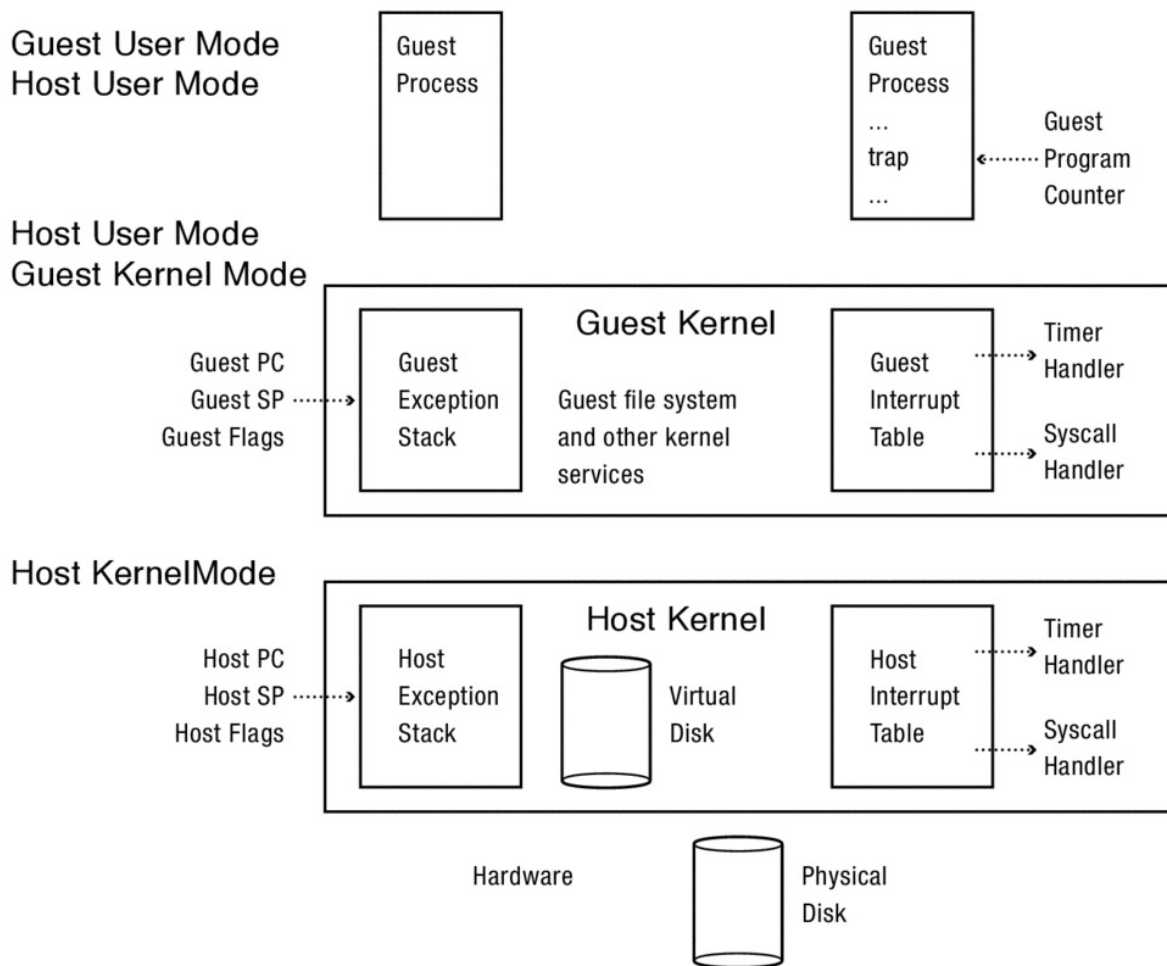 Guest User Mode
Host User Mode
Guest
Process
Guest
Process
...
trap
...
Guest
Program
Counter
Host User Mode
Guest Kernel Mode
Guest Kernel
Guest PC
Guest SP
Guest Flags
Guest
Exception
Stack
Guest file system
and other kernel
services
Guest
Interrupt
Table
Timer
Handler
Syscall
Handler
Host KernelMode
Host Kernel
Host PC
Host SP
Host Flags
Host
Exception
Stack
Virtual
Disk
Host
Interrupt
Table
Timer
Handler
Syscall
Handler
Hardware
Physical
Disk